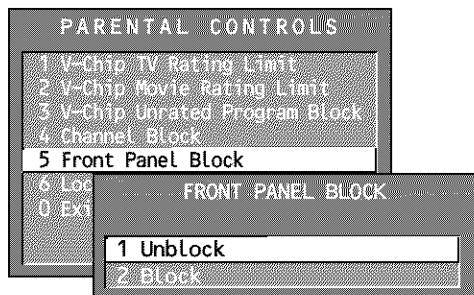 PARENTAL CONTROLS
1 V-Chip TV Rating Limit
2 V-Chip Movie Rating Limit
3 V-Chip Unrated Program Block
4 Channel Block
5 Front Panel Block
6 Loc
0 Exi
FRONT PANEL BLOCK
1 Unblock
2 Block